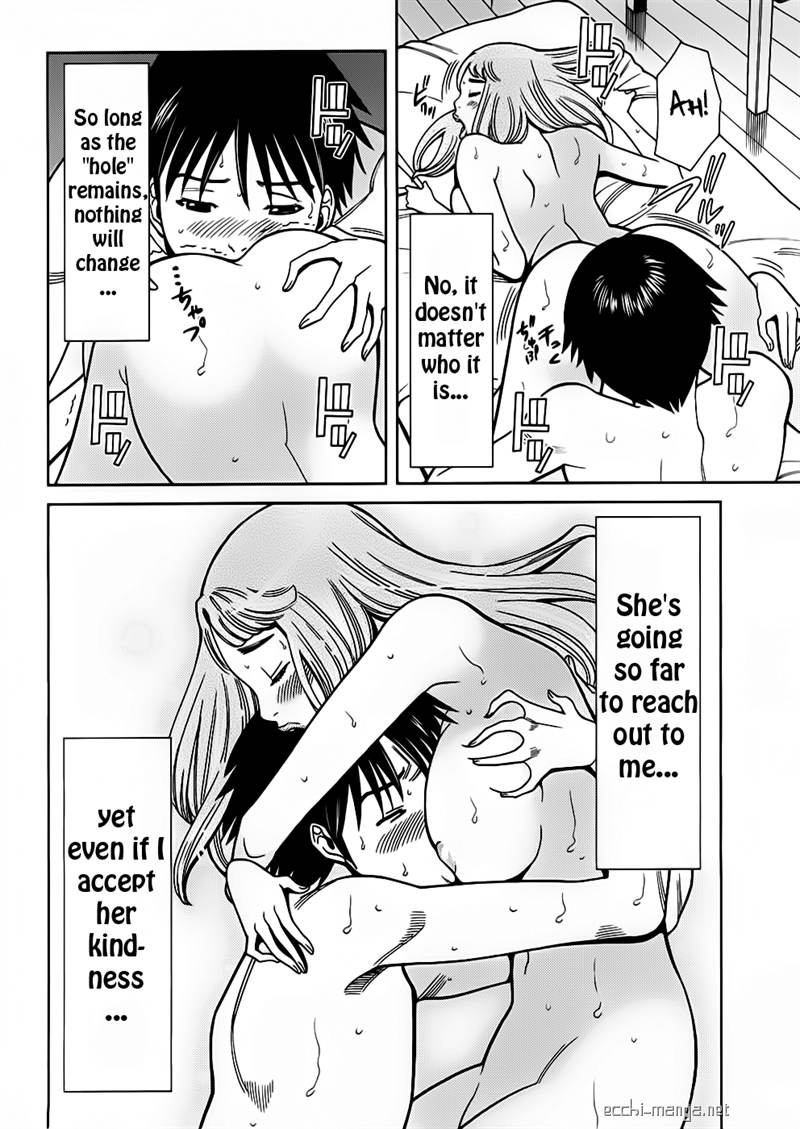 So long
as the
"hole"
remains,
nothing
will
change
...
AH!
No, it
doesn't
matter
who it
is...
She's
going
so far
to reach
out to
me...
yet
even if I
accept
her
kind-
ness
...
ecchi-manga.net